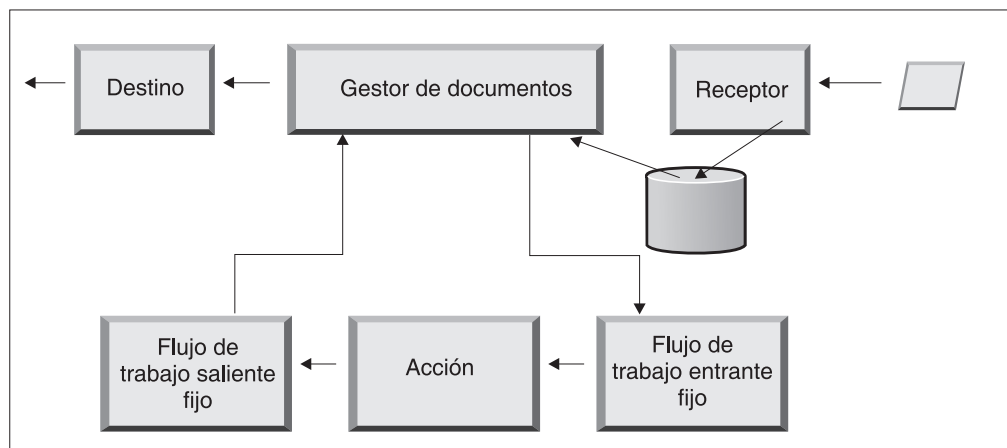 Destino
Gestor de documentos
Receptor
Flujo de
trabajo saliente
fijo
Acción
Flujo de
trabajo entrante
fijo